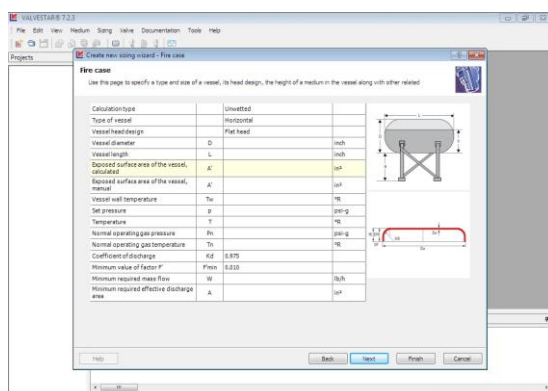 VALVESTAR® 7.2.3
File Edit View Medium Sizing Valve Documentation Tools Help
Projects
Create new sizing wizard - Fire case
Fire case
Use this page to specify a type and size of a vessel, its head design, the height of a medium in the vessel along with other related
Calculation type Unwetted
Type of vessel Horizontal
Vessel head design Flat head
Vessel diameter D inch
Vessel length L inch
Exposed surface area of the vessel, calculated A' in²
Exposed surface area of the vessel, manual A' in²
Vessel wall temperature Tw °R
Set pressure p psi-g
Temperature T °R
Normal operating gas pressure Pn psi-g
Normal operating gas temperature Tn °R
Coefficient of discharge Kd 0.975
Minimum value of factor F' F'min 0.010
Minimum required mass flow W lb/h
Minimum required effective discharge area A in²
Help Back Next Finish Cancel